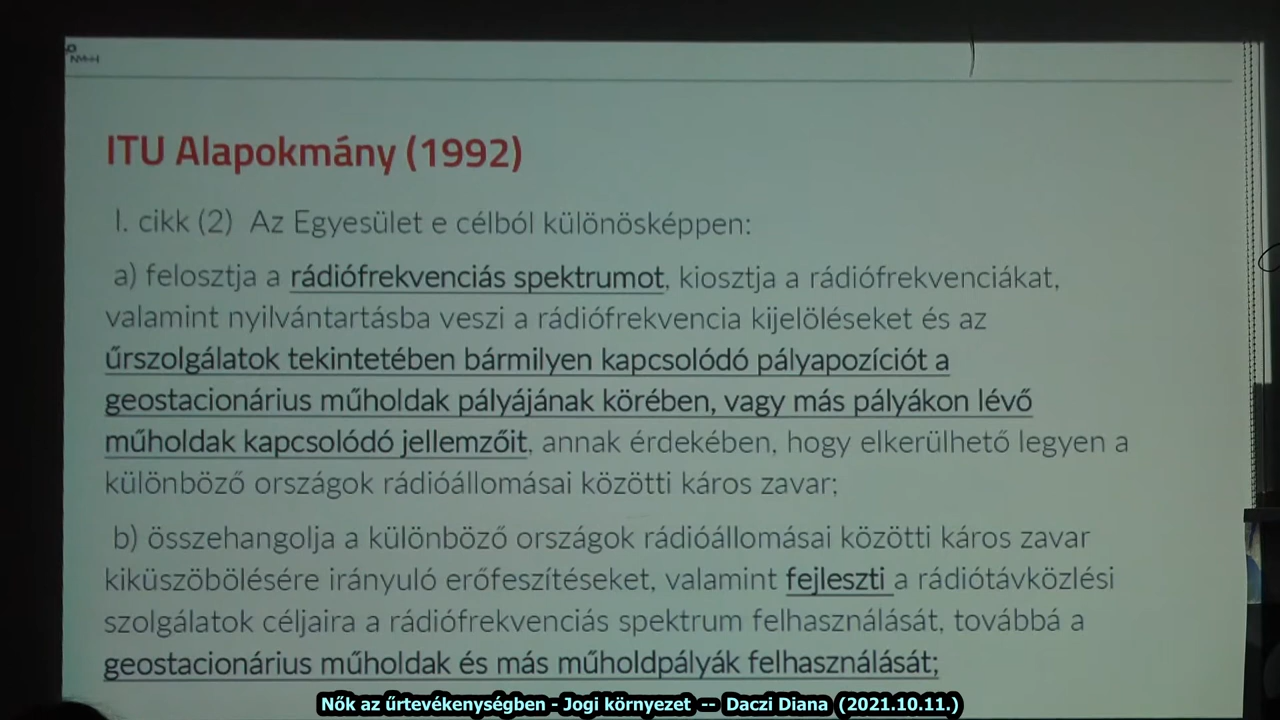 ITU Alapokmány (1992)
I. cikk (2) Az Egyesület e célból különösképpen:
a) felosztja a rádiófrekvenciás spektrumot, kiosztja a rádiófrekvenciákat,
valamint nyilvántartásba veszi a rádiófrekvencia kijelöléseket és az
űrszolgálatok tekintetében bármilyen kapcsolódó pályapozíciót a
geostacionárius műholdak pályájának körében, vagy más pályákon lévő
műholdak kapcsolódó jellemzőit, annak érdekében, hogy elkerülhető legyen a
különböző országok rádióállomásai közötti káros zavar;
b) összehangolja a különböző országok rádióállomásai közötti káros zavar
kiküszöbölésére irányuló erőfeszítéseket, valamint fejleszti a rádiótávközlési
szolgálatok céljaira a rádiófrekvenciás spektrum felhasználását, továbbá a
geostacionárius műholdak és más műholdpályák felhasználását;
Nők az űrtevékenységben - Jogi környezet -- Daczi Diana (2021.10.11.)